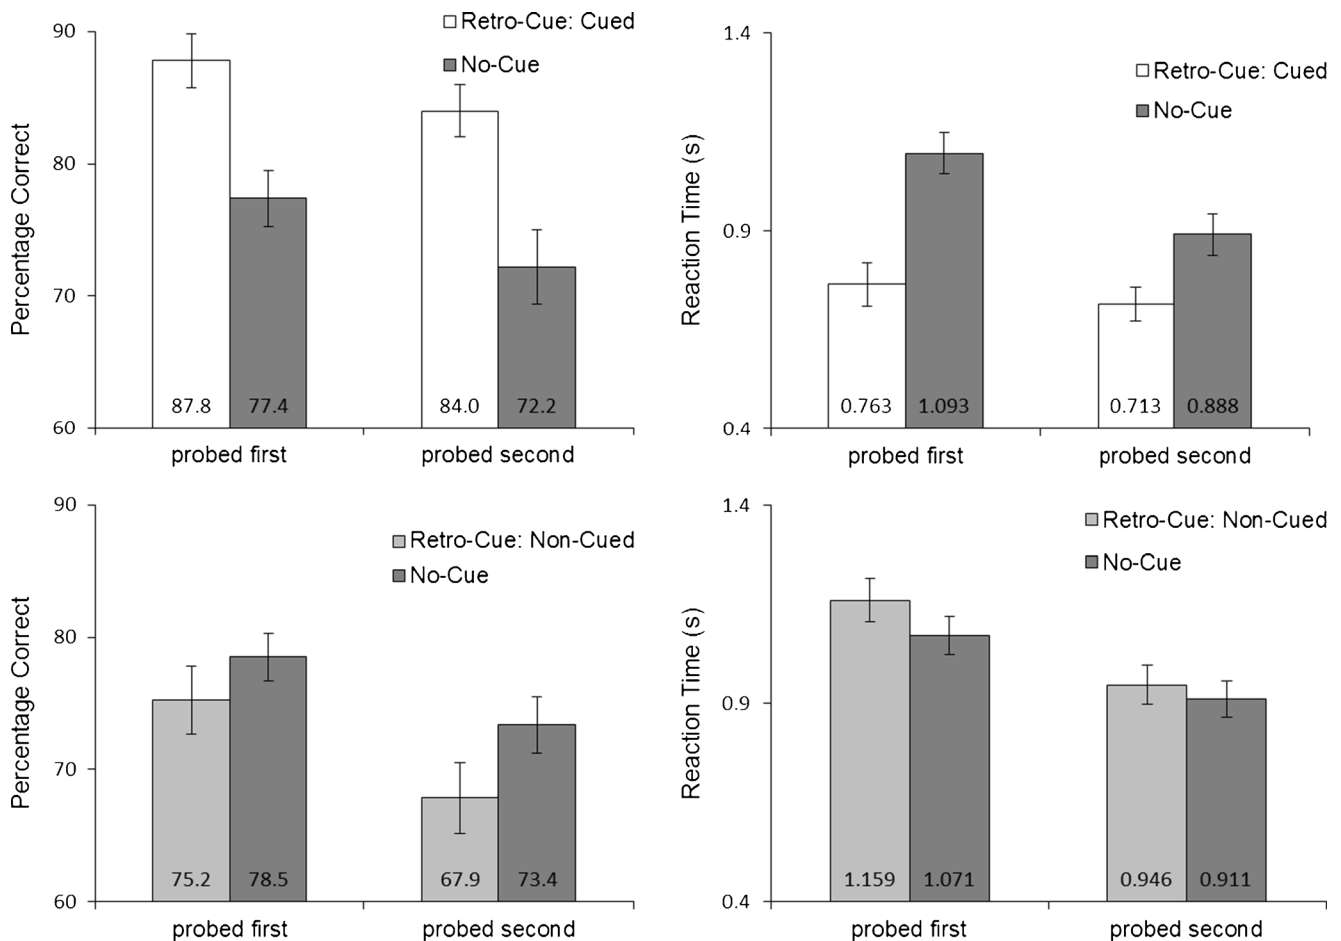 Percentage Correct
90
80
70
60
Retro-Cue: Cued
No-Cue
87.8
77.4
84.0
72.2
probed first
probed second
Reaction Time (s)
1.4
0.9
0.4
Retro-Cue: Cued
No-Cue
0.763
1.093
0.713
0.888
probed first
probed second
Percentage Correct
90
80
70
60
Retro-Cue: Non-Cued
No-Cue
75.2
78.5
67.9
73.4
probed first
probed second
Reaction Time (s)
1.4
0.9
0.4
Retro-Cue: Non-Cued
No-Cue
1.159
1.071
0.946
0.911
probed first
probed second